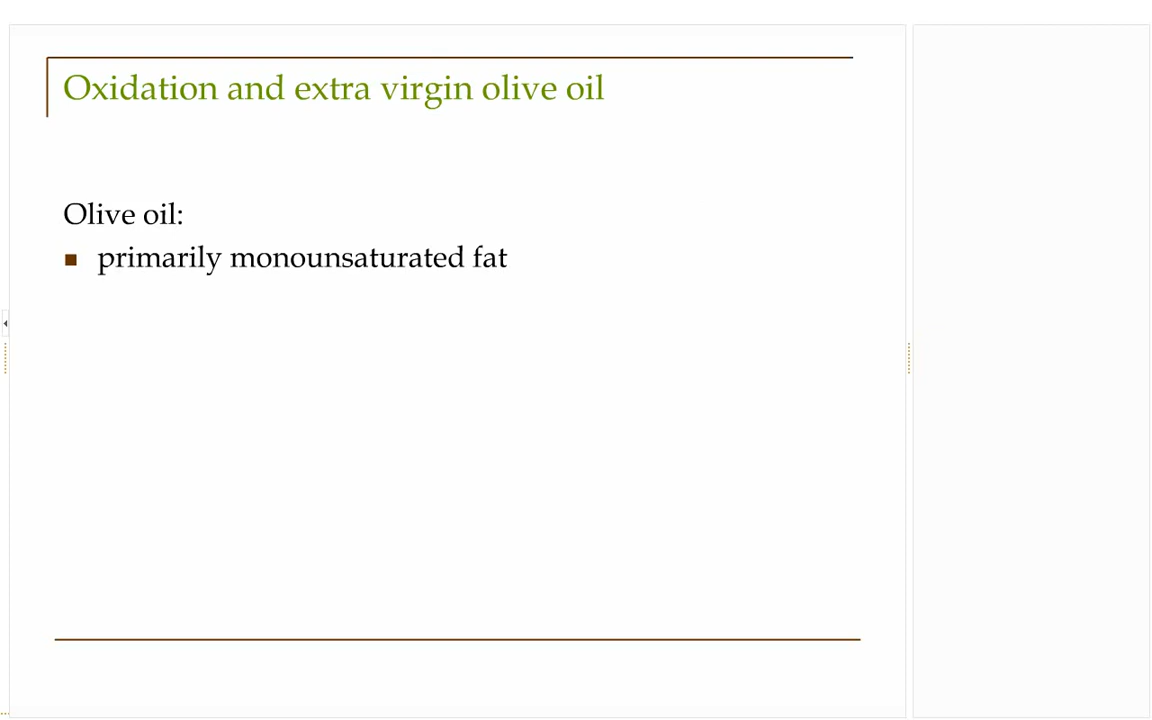 Oxidation and extra virgin olive oil
Olive oil:
primarily monounsaturated fat